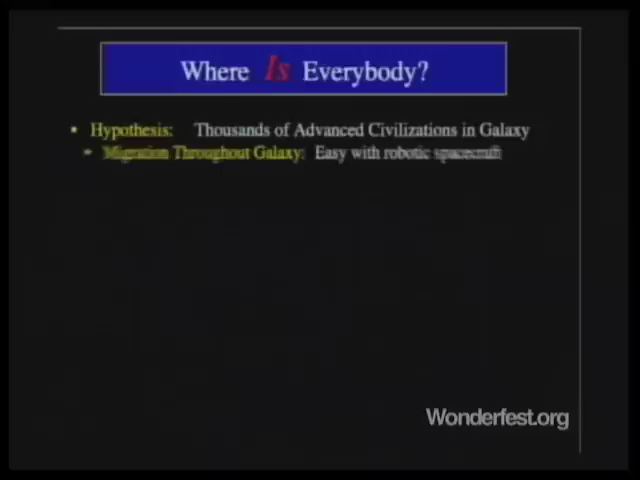 Where Is Everybody?
• Hypothesis: Thousands of Advanced Civilizations in Galaxy
• Migration Throughout Galaxy: Easy with robotic spacecraft
Wonderfest.org